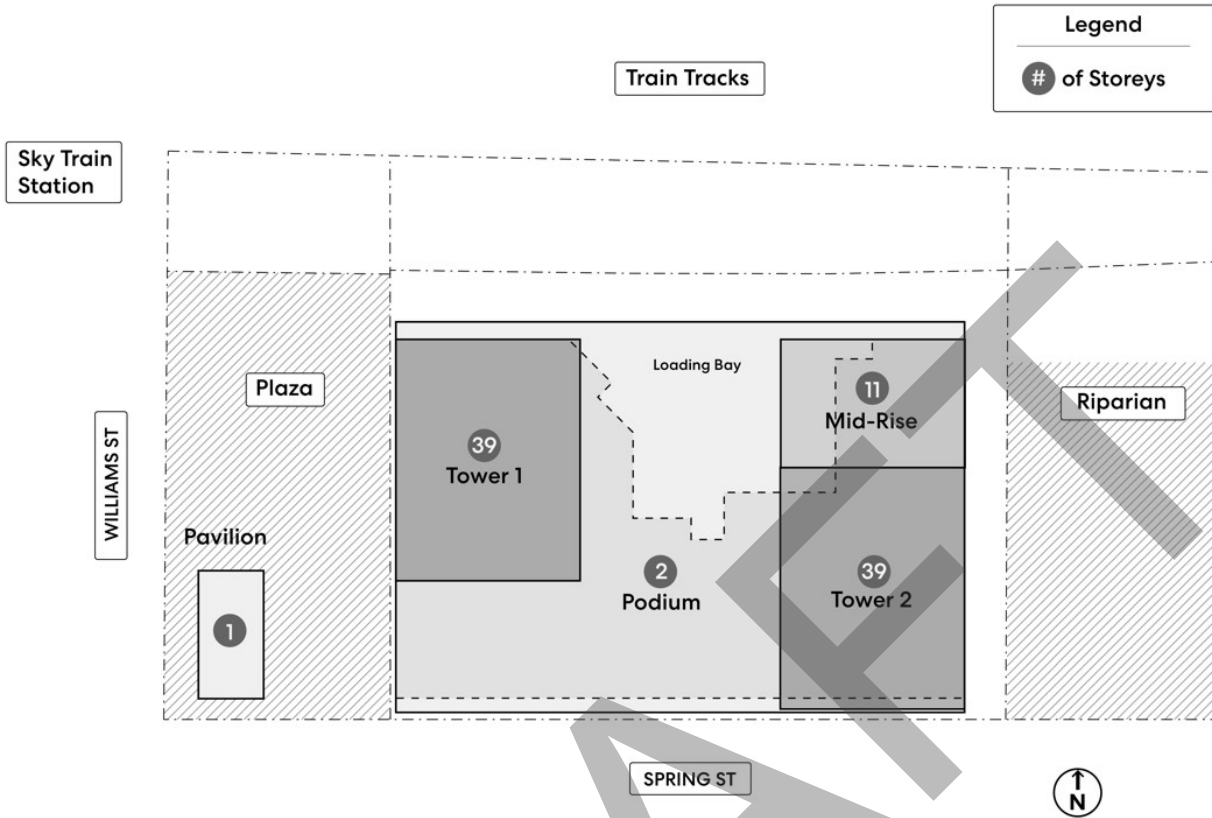 Legend
# of Storeys
Train Tracks
Sky Train
Station
Loading Bay
Plaza
11
Mid-Rise
Riparian
39
Tower 1
WILLIAMS ST
Pavilion
1
2
Podium
39
Tower 2
SPRING ST
N